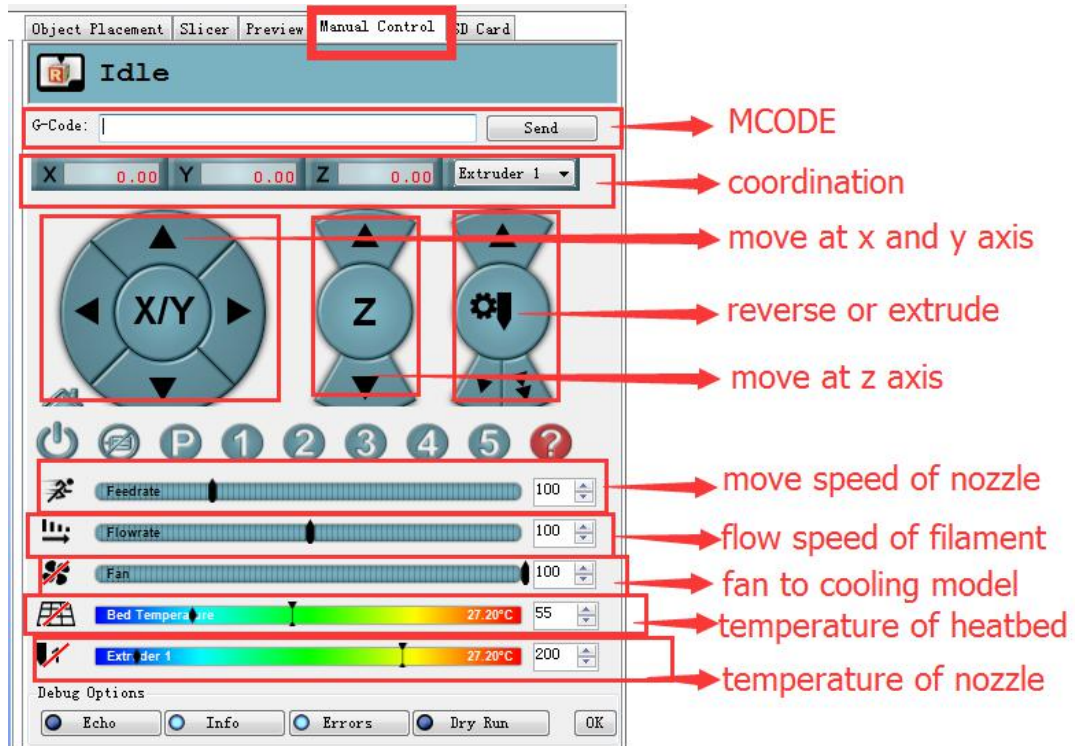 Object Placement Slicer Preview Manual Control SD Card
Idle
G-Code: Send
MCODE
X 0.00 Y 0.00 Z 0.00 Extruder 1
coordination
move at x and y axis
X/Y Z
reverse or extrude
move at z axis
P 1 2 3 4 5 ?
Feedrate 100
move speed of nozzle
Flowrate 100
flow speed of filament
Fan 100
fan to cooling model
Bed Temperature 27.20°C 55
temperature of heatbed
Extruder 1 27.20°C 200
temperature of nozzle
Debug Options
Echo Info Errors Dry Run OK